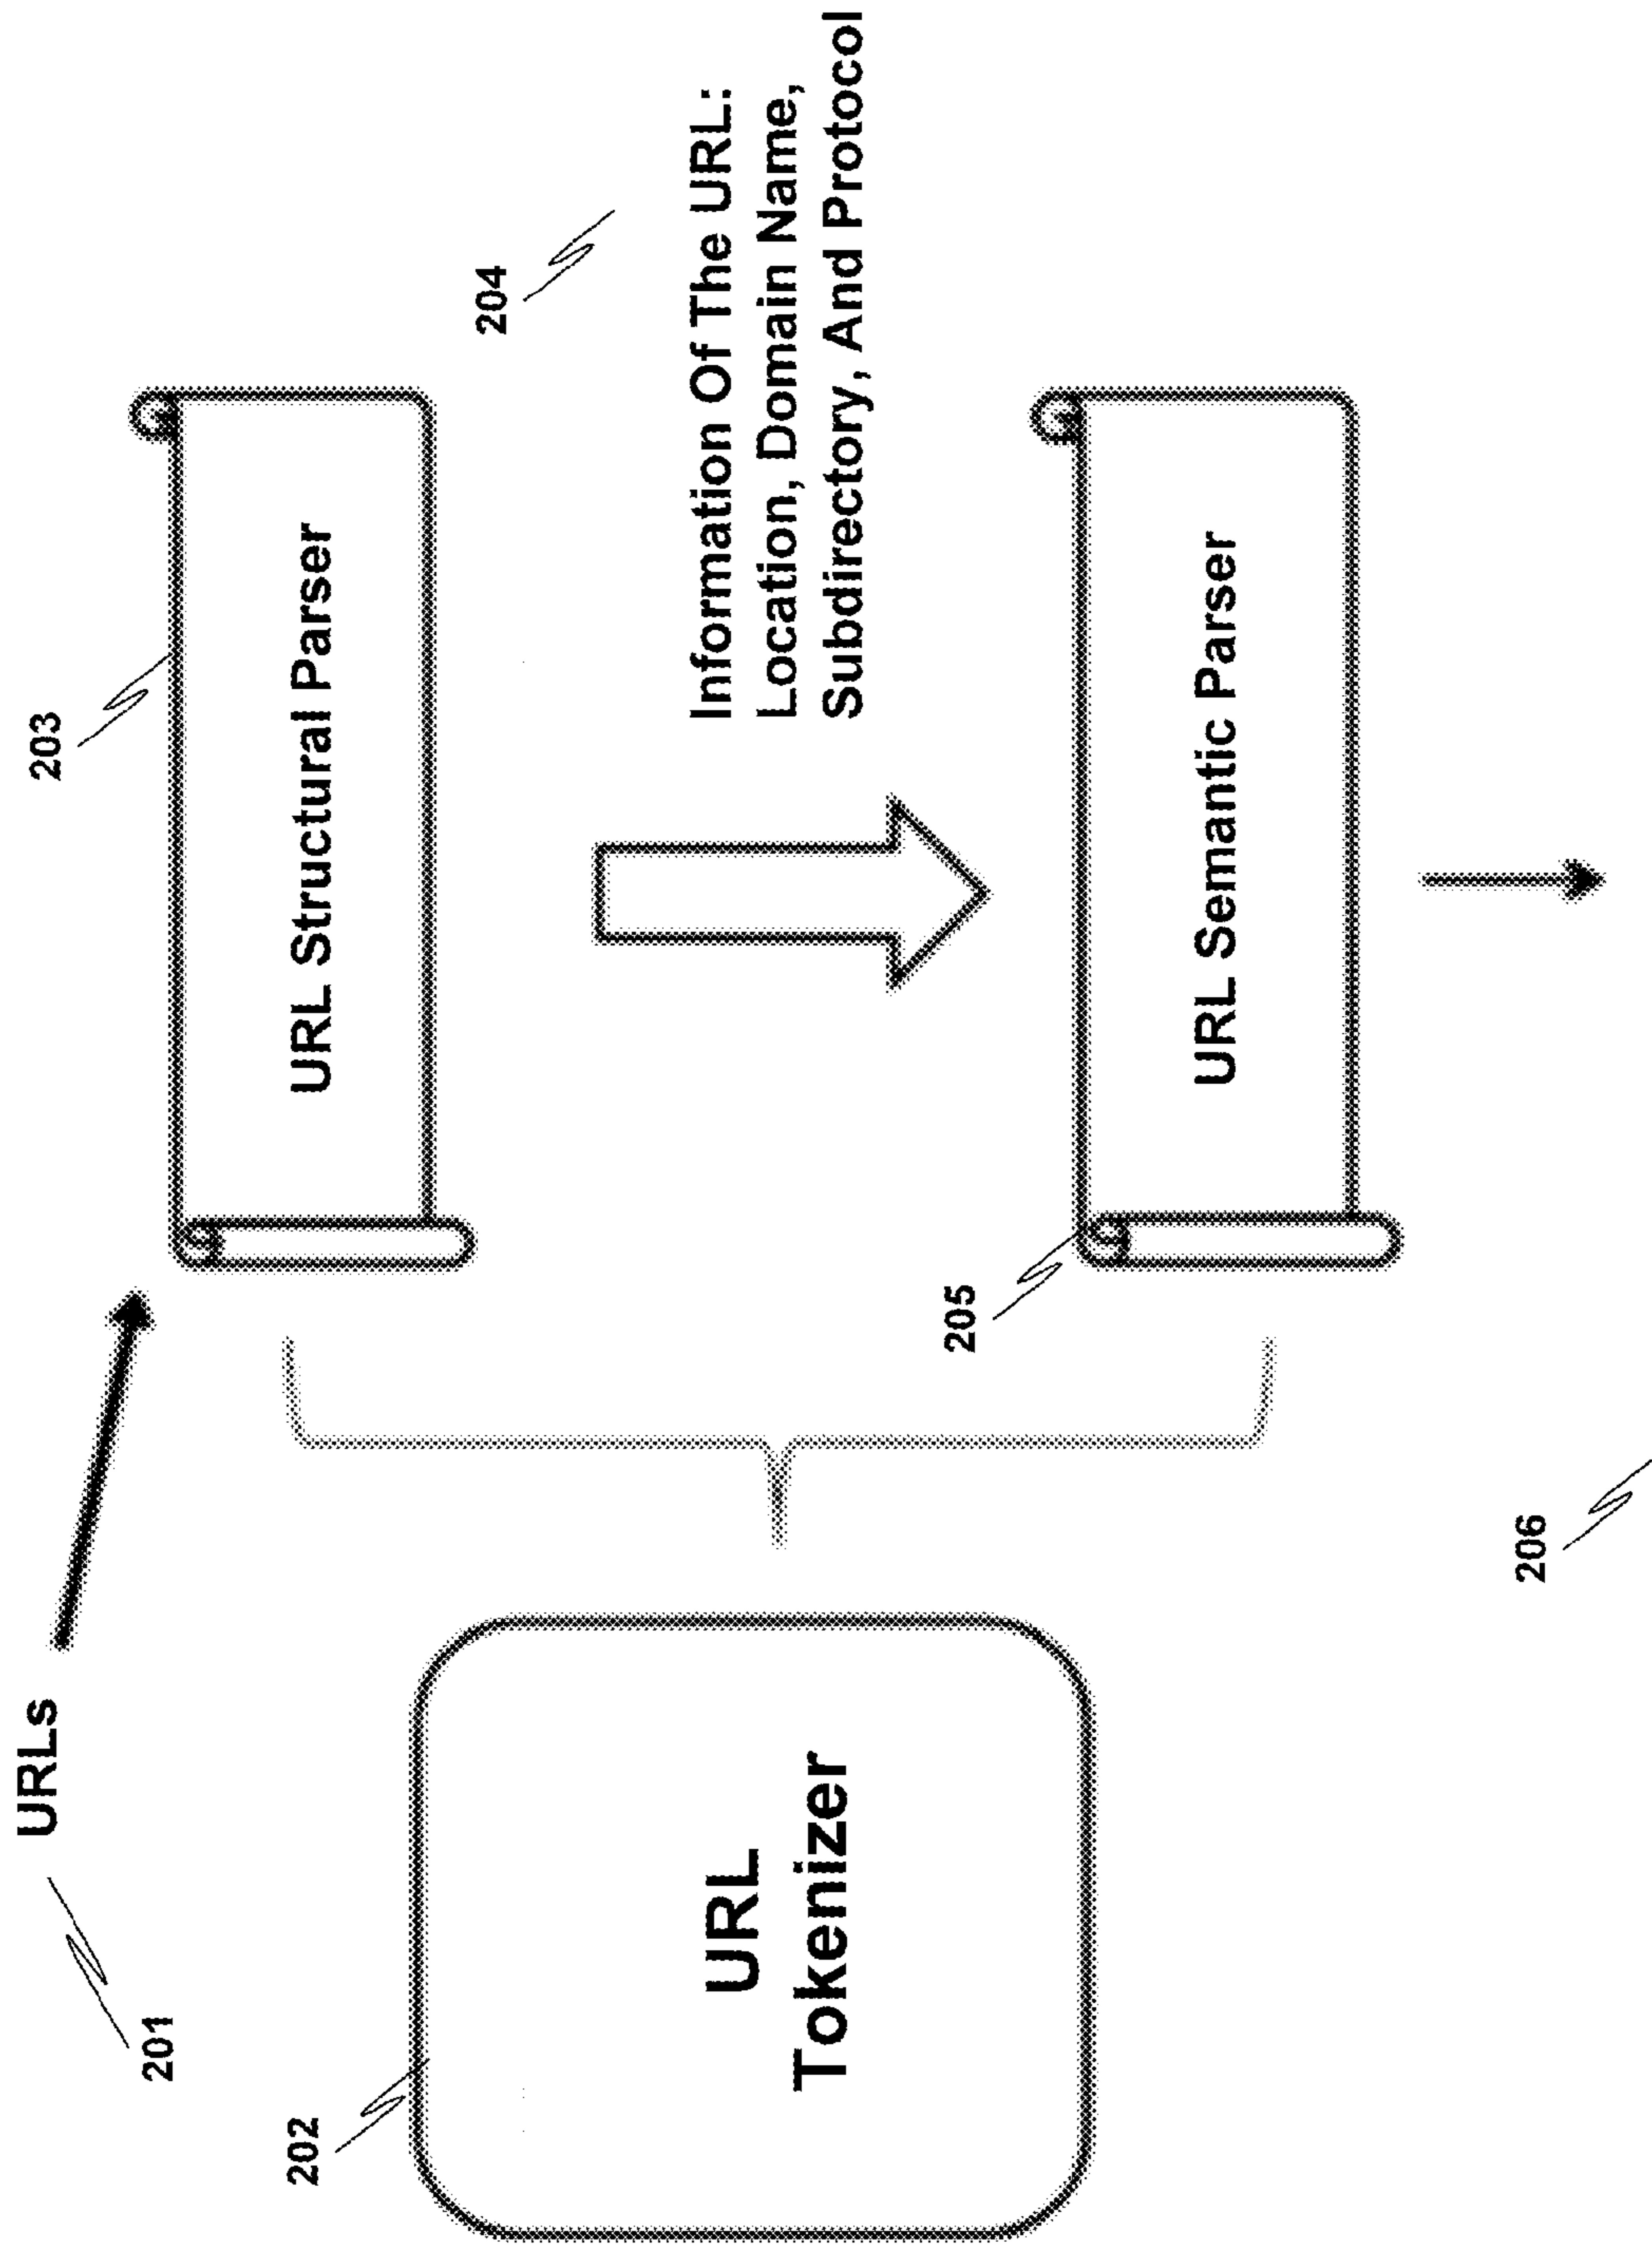 201
URLs
203
URL Structural Parser
202
URL
Tokenizer
204
Information Of The URL:
Location, Domain Name,
Subdirectory, And Protocol
205
URL Semantic Parser
206